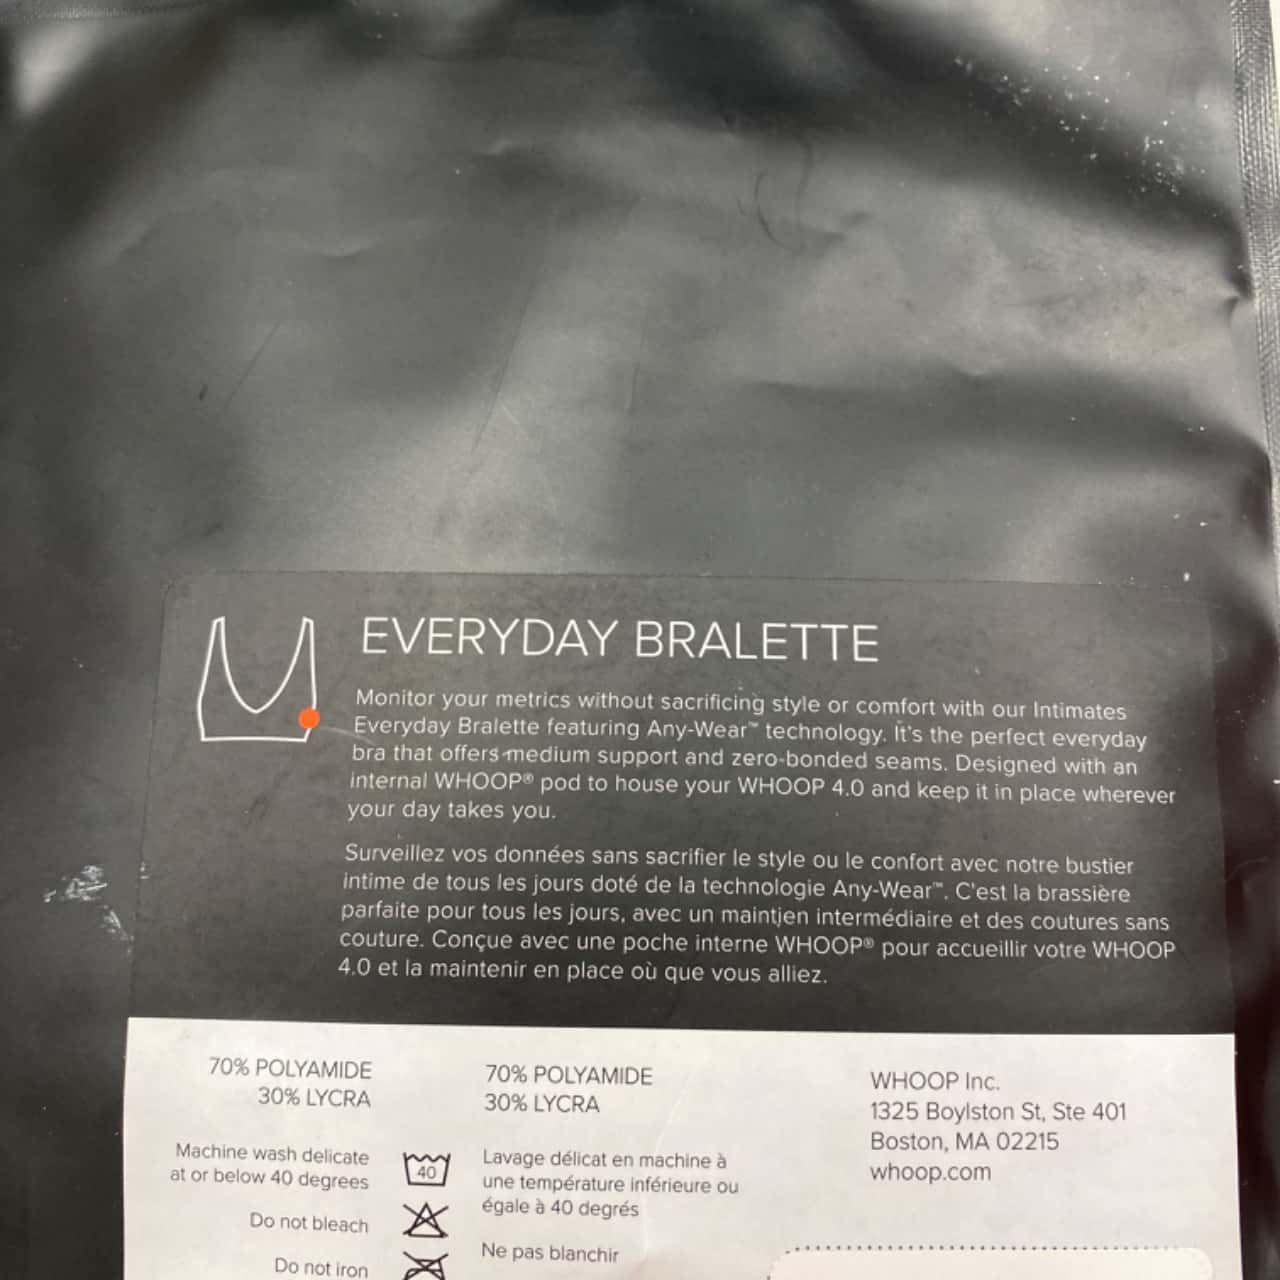 EVERYDAY BRALETTE
Monitor your metrics without sacrificing style or comfort with our Intimates
Everyday Bralette featuring Any-Wear™ technology. It's the perfect everyday
bra that offers medium support and zero-bonded seams. Designed with an
internal WHOOP® pod to house your WHOOP 4.0 and keep it in place wherever
your day takes you.
Surveillez vos données sans sacrifier le style ou le confort avec notre bustier
intime de tous les jours doté de la technologie Any-Wear™. C'est la brassière
parfaite pour tous les jours, avec un maintien intermédiaire et des coutures sans
couture. Conçue avec une poche interne WHOOP® pour accueillir votre WHOOP
4.0 et la maintenir en place où que vous alliez.
70% POLYAMIDE
30% LYCRA
Machine wash delicate
at or below 40 degrees
40
Do not bleach
Do not iron
70% POLYAMIDE
30% LYCRA
Lavage délicat en machine à
une température inférieure ou
égale à 40 degrés
Ne pas blanchir
WHOOP Inc.
1325 Boylston St, Ste 401
Boston, MA 02215
whoop.com